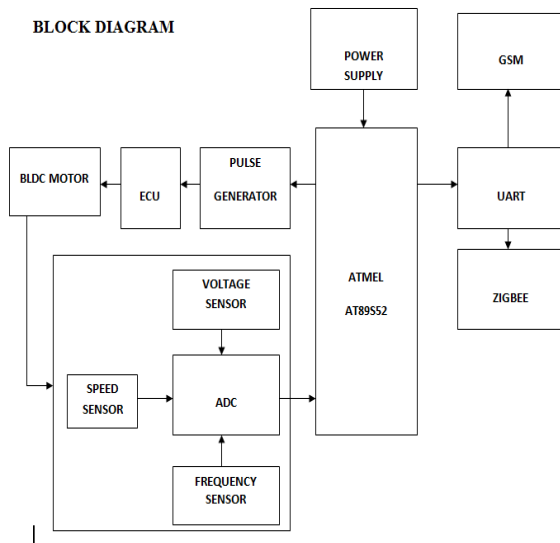 BLOCK DIAGRAM
POWER
SUPPLY
GSM
BLDC MOTOR
ECU
PULSE
GENERATOR
ATMEL
AT89S52
UART
ZIGBEE
VOLTAGE
SENSOR
SPEED
SENSOR
ADC
FREQUENCY
SENSOR